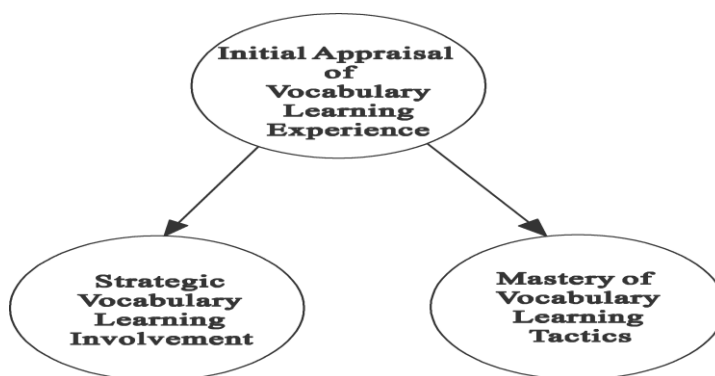 Initial Appraisal
of
Vocabulary
Learning
Experience
Strategic
Vocabulary
Learning
Involvement
Mastery of
Vocabulary
Learning
Tactics